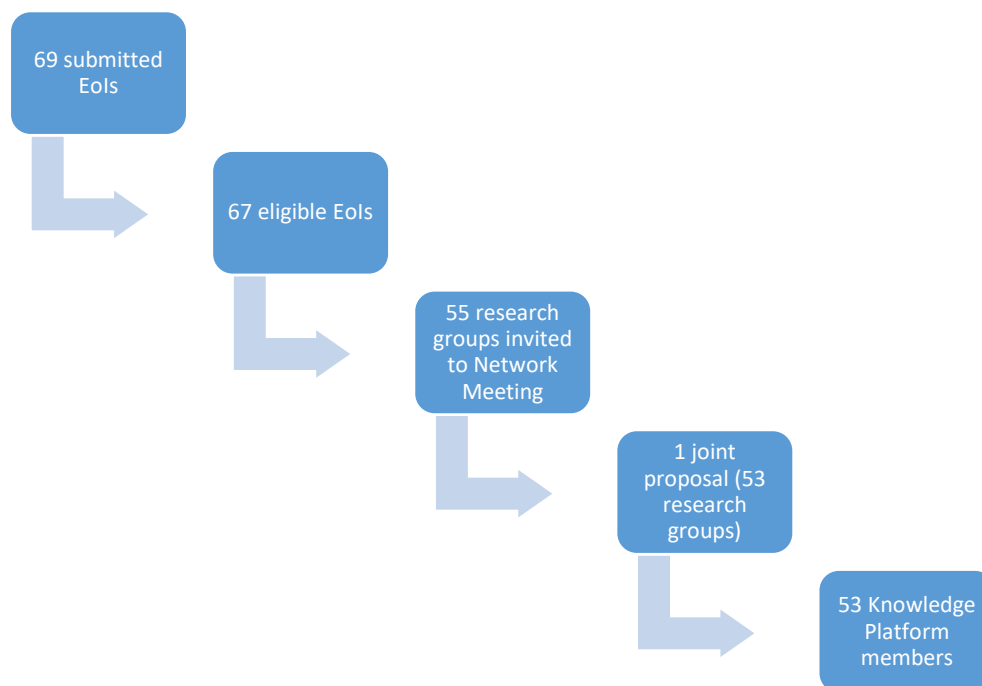 69 submitted
EoIs
67 eligible EoIs
55 research
groups invited
to Network
Meeting
1 joint
proposal (53
research
groups)
53 Knowledge
Platform
members